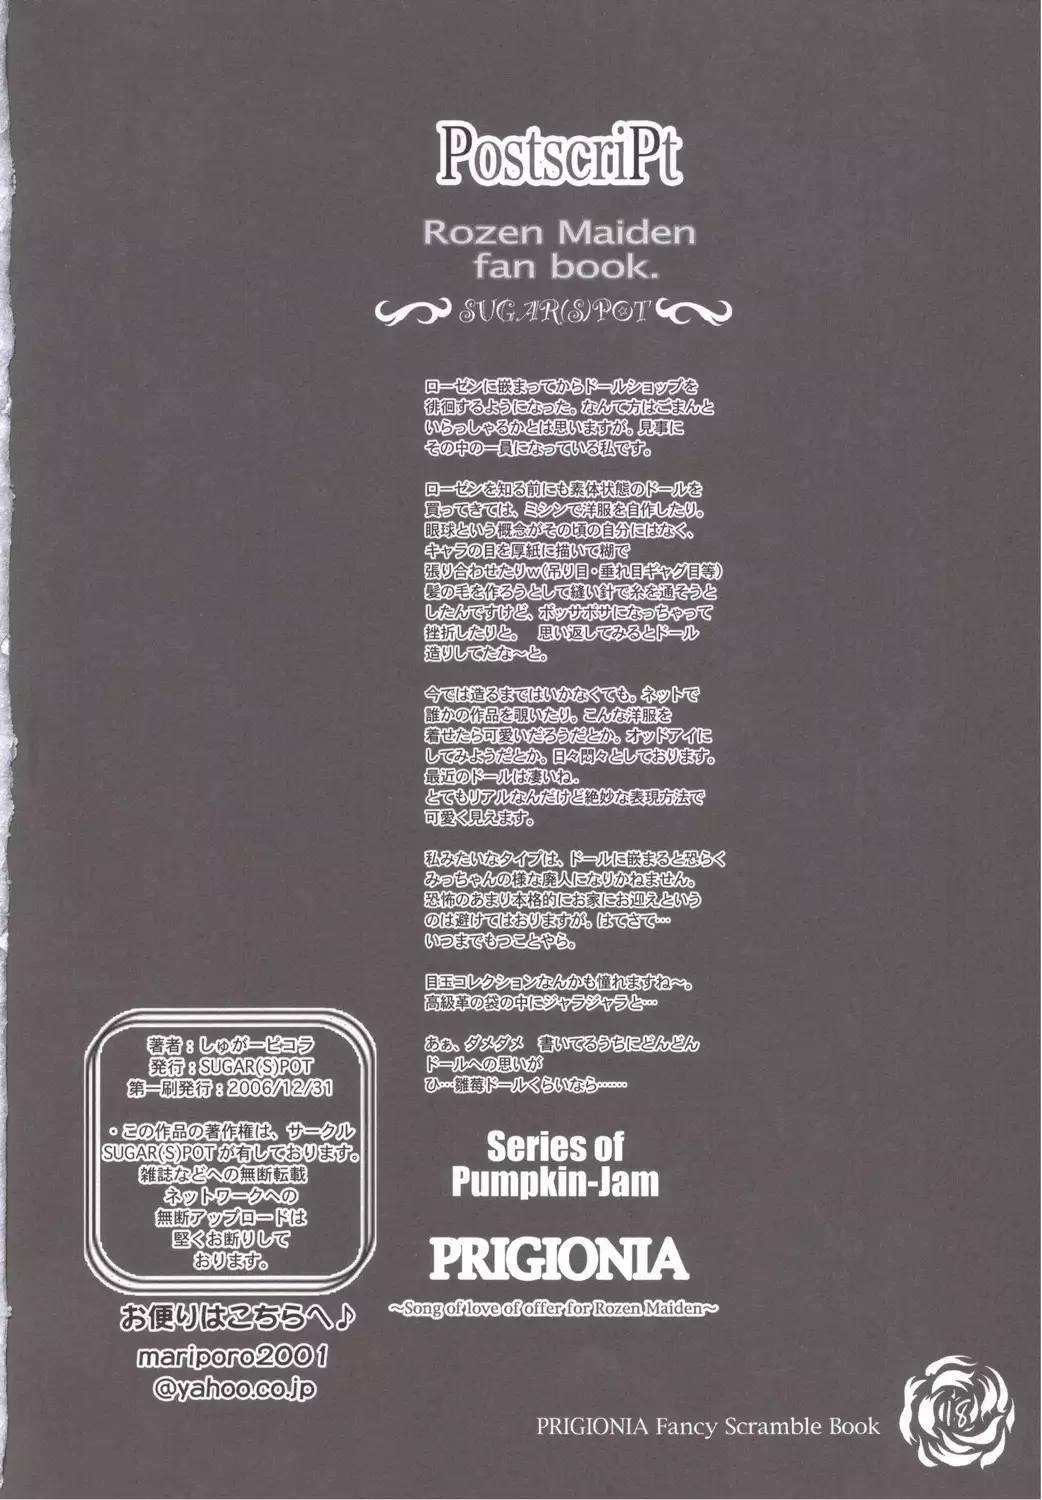 PostscriPt
Rozen Maiden
fan book.
SUGAR(S)POT
ローゼンに嵌まってからドールショップを
徘徊するようになった。なんて方はごまんと
いらっしゃるかとは思いますが。見事に
その中の一員になっている私です。
ローゼンを知る前にも素体状態のドールを
買ってきては、ミシンで洋服を自作したり。
眼球という概念がその頃の自分にはなく、
キャラの目を厚紙に描いて糊で
張り合わせたりw(吊り目・垂れ目ギャグ目等)
髪の毛を作ろうとして縫い針で糸を通そうと
したんですけど、ボッサボサになっちゃって
挫折したりと。 思い返してみるとドール
造りしてたな～と。
今では造るまではいかなくても。ネットで
誰かの作品を覗いたり。こんな洋服を
着せたら可愛いだろうだとか。オッドアイに
してみようだとか。日々悶々としております。
最近のドールは凄いね.
とてもリアルなんだけど絶妙な表現方法で
可愛く見えます。
私みたいなタイプは、ドールに嵌まると恐らく
みっちゃんの様な廃人になりかねません。
恐怖のあまり本格的にお家にお迎えという
のは避けてはおりますが。はてさて…
いつまでもつことやら。
目玉コレクションなんかも憧れますね～。
高級革の袋の中にジャラジャラと…
あぁ、ダメダメ 書いてるうちにどんどん
ドールへの思いが
ひ…雛苺ドールくらいなら……
著者：しゅがーピコラ
発行：SUGAR(S)POT
第一刷発行：2006/12/31
・この作品の著作権は、サークル
SUGAR(S)POTが有しております。
雑誌などへの無断転載
ネットワークへの
無断アップロードは
堅くお断りして
おります。
お便りはこちらへ♪
mariporo2001
@yahoo.co.jp
Series of
Pumpkin-Jam
PRIGIONIA
～Song of love of offer for Rozen Maiden～
PRIGIONIA Fancy Scramble Book
18